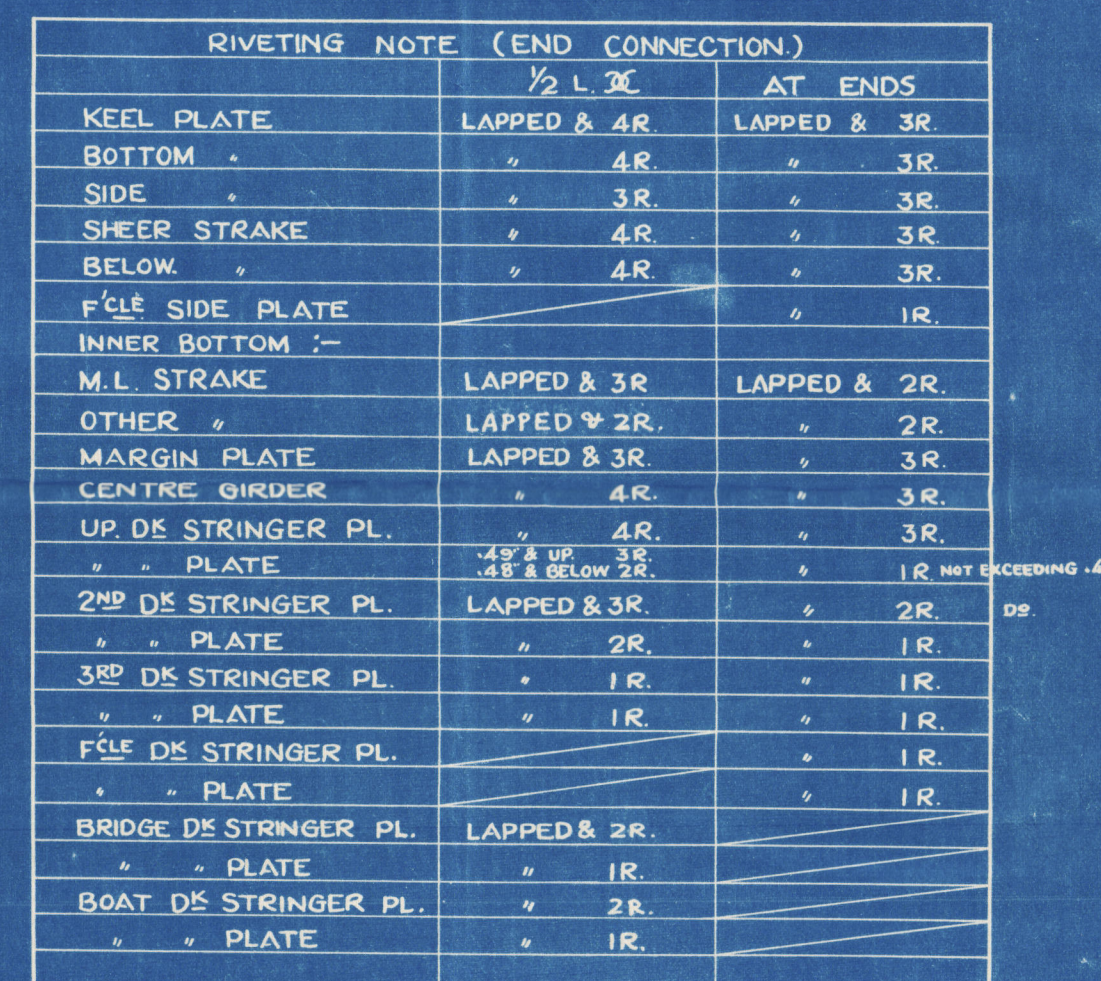 RIVETING NOTE (END CONNECTION.)
½ L. AT ENDS
KEEL PLATE LAPPED & 4R. LAPPED & 3R.
BOTTOM " " 4R. " 3R.
SIDE " " 3R. " 3R.
SHEER STRAKE " 4R. " 3R.
BELOW. " " 4R. " 3R.
F'CLE. SIDE PLATE " 1R.
INNER BOTTOM :-
M.L. STRAKE LAPPED & 3R LAPPED & 2R.
OTHER " LAPPED & 2R. " 2R.
MARGIN PLATE LAPPED & 3R. " 3R.
CENTRE GIRDER " 4R. " 3R.
UP. DK STRINGER PL. " 4R. " 3R.
" " PLATE .49" & UP. 3R. " 1R. NOT EXCEEDING
.48" & BELOW 2R.
2ND DK STRINGER PL. LAPPED & 3R. " 2R. DO.
" " PLATE " 2R. " 1R.
3RD DK STRINGER PL. " 1R. " 1R.
" " PLATE " 1R. " 1R.
F'CLE DK STRINGER PL. " 1R.
" " PLATE " 1R.
BRIDGE DK STRINGER PL. LAPPED & 2R.
" " PLATE " 1R.
BOAT DK STRINGER PL. " 2R.
" " PLATE " 1R.